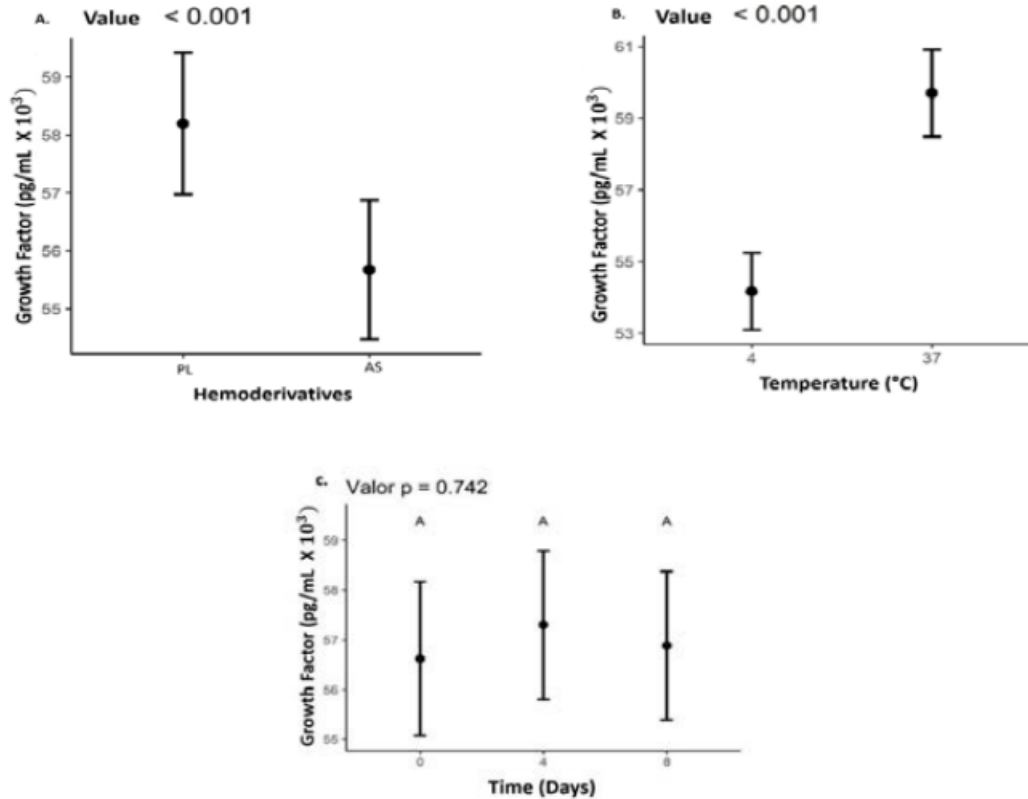 A. Value < 0.001
Growth Factor (pg/mL X 10³)
59
58
57
56
55
PL AS
Hemoderivatives
B. Value < 0.001
Growth Factor (pg/mL X 10³)
61
59
57
55
53
4 37
Temperature (°C)
c. Valor p = 0.742
Growth Factor (pg/mL X 10³)
A A A
59
58
57
56
55
0 4 8
Time (Days)